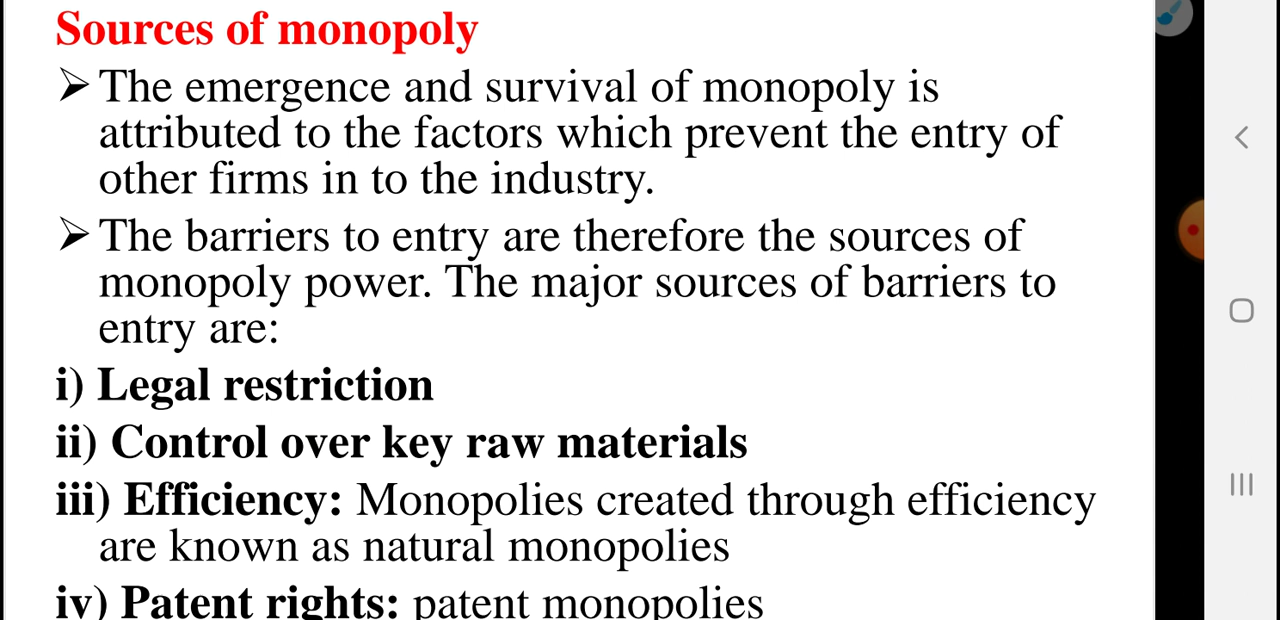 Sources of monopoly
➢ The emergence and survival of monopoly is
attributed to the factors which prevent the entry of
other firms in to the industry.
➢ The barriers to entry are therefore the sources of
monopoly power. The major sources of barriers to
entry are:
i) Legal restriction
ii) Control over key raw materials
iii) Efficiency: Monopolies created through efficiency
are known as natural monopolies
iv) Patent rights: patent monopolies